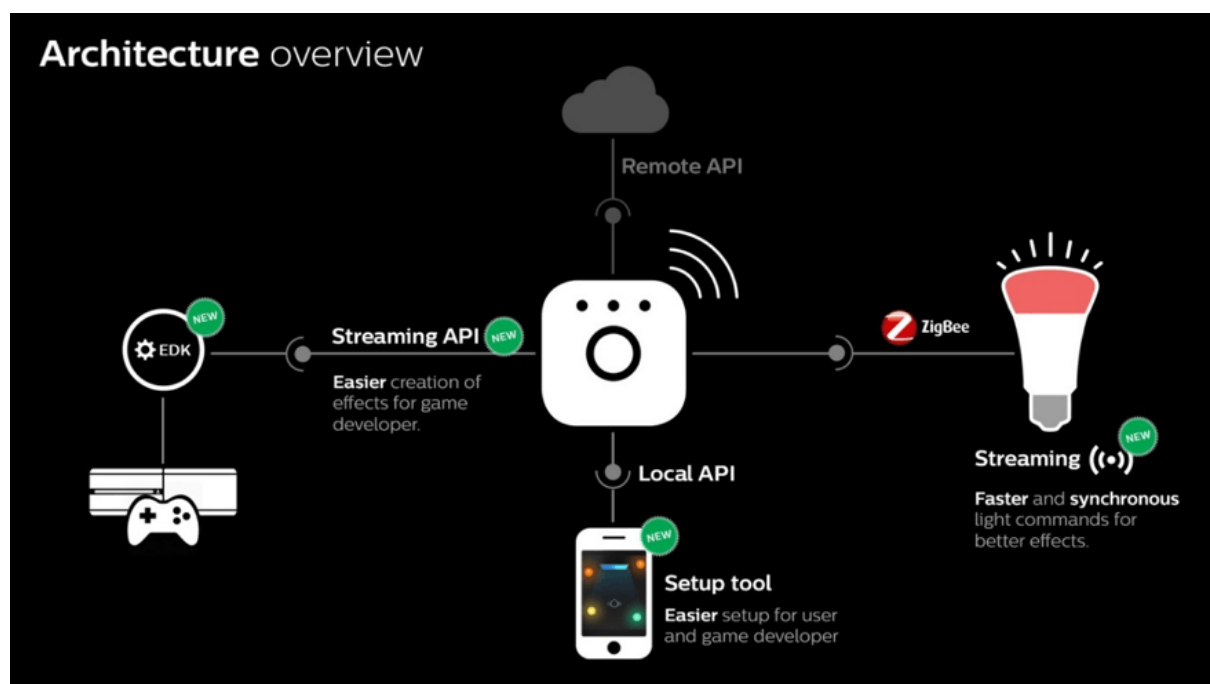 Architecture overview
Remote API
NEW
EDK
Streaming API NEW
Easier creation of
effects for game
developer.
ZigBee
NEW
Streaming
Faster and synchronous
light commands for
better effects.
Local API
NEW
Setup tool
Easier setup for user
and game developer